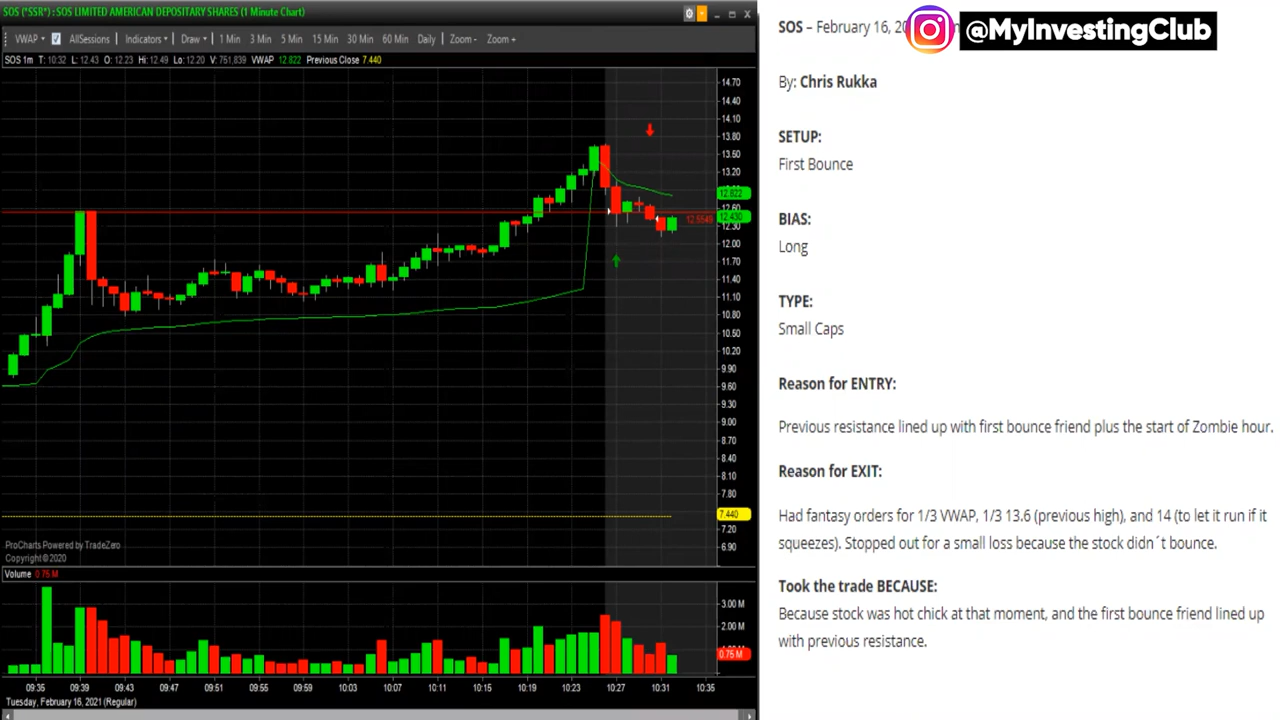 SOS ("SSR") : SOS LIMITED AMERICAN DEPOSITARY SHARES (1 Minute Chart)
VWAP AllSessions Indicators Draw 1 Min 3 Min 5 Min 15 Min 30 Min 60 Min Daily Zoom - Zoom +
SOS 1m T: 10:32 L: 12.43 O: 12.23 Hi: 12.49 Lo: 12.20 V: 751,839 VWAP 12.822 Previous Close 7.440
14.70
14.40
14.10
13.80
13.50
13.20
12.822
12.60
12.5549 12.430
12.30
12.00
11.70
11.40
11.10
10.80
10.50
10.20
9.90
9.60
9.30
9.00
8.70
8.40
8.10
7.80
7.440
7.20
6.90
ProCharts Powered by TradeZero
Copyright © 2020
Volume 0.75 M
3.00 M
2.00 M
0.75 M
09:35 09:39 09:43 09:47 09:51 09:55 09:59 10:03 10:07 10:11 10:15 10:19 10:23 10:27 10:31 10:35
Tuesday, February 16, 2021 (Regular)
SOS – February 16, 20
@MyInvestingClub
By: Chris Rukka
SETUP:
First Bounce
BIAS:
Long
TYPE:
Small Caps
Reason for ENTRY:
Previous resistance lined up with first bounce friend plus the start of Zombie hour.
Reason for EXIT:
Had fantasy orders for 1/3 VWAP, 1/3 13.6 (previous high), and 14 (to let it run if it
squeezes). Stopped out for a small loss because the stock didn´t bounce.
Took the trade BECAUSE:
Because stock was hot chick at that moment, and the first bounce friend lined up
with previous resistance.